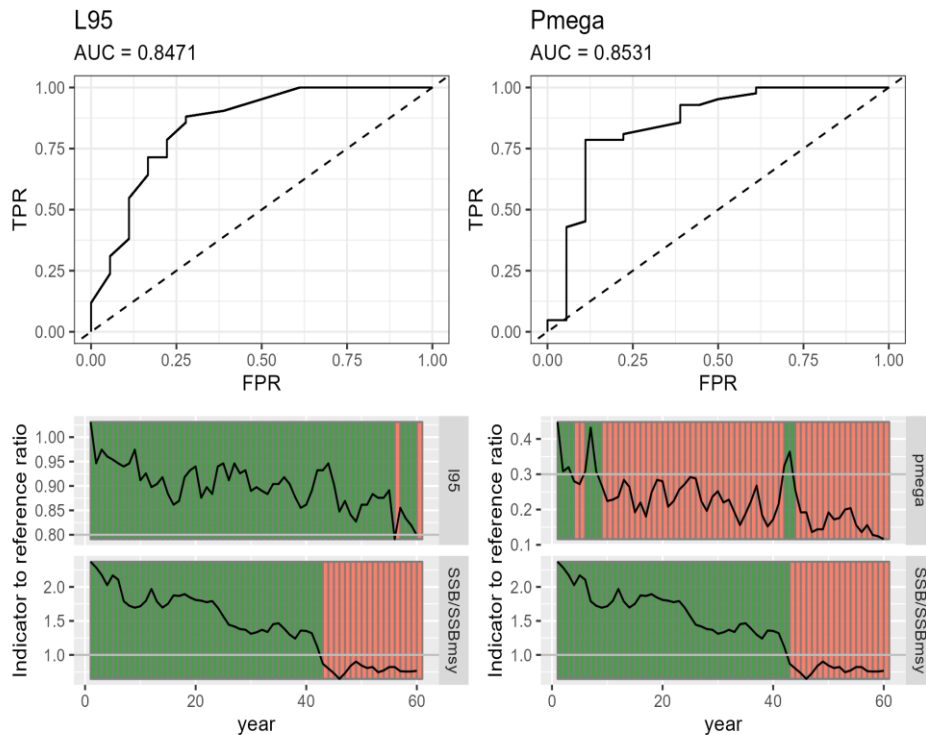 L95
AUC = 0.8471
TPR
1.00
0.75
0.50
0.25
0.00
0.00 0.25 0.50 0.75 1.00
FPR
Pmega
AUC = 0.8531
TPR
1.00
0.75
0.50
0.25
0.00
0.00 0.25 0.50 0.75 1.00
FPR
Indicator to reference ratio
1.00
0.95
0.90
0.85
0.80
l95
2.0
1.5
1.0
SSB/SSBmsy
0 20 40 60
year
Indicator to reference ratio
0.4
0.3
0.2
0.1
pmega
2.0
1.5
1.0
SSB/SSBmsy
0 20 40 60
year